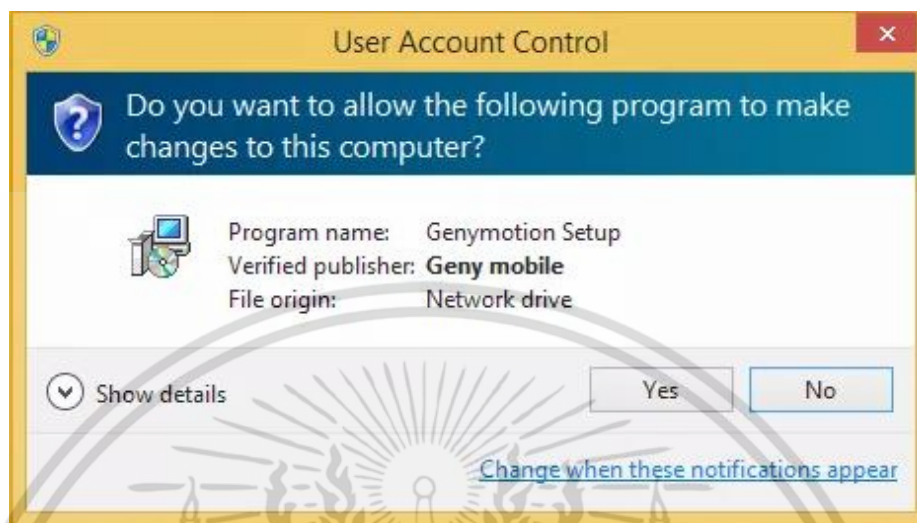 User Account Control
Do you want to allow the following program to make
changes to this computer?
Program name: Genymotion Setup
Verified publisher: Geny mobile
File origin: Network drive
Show details
Yes
No
Change when these notifications appear